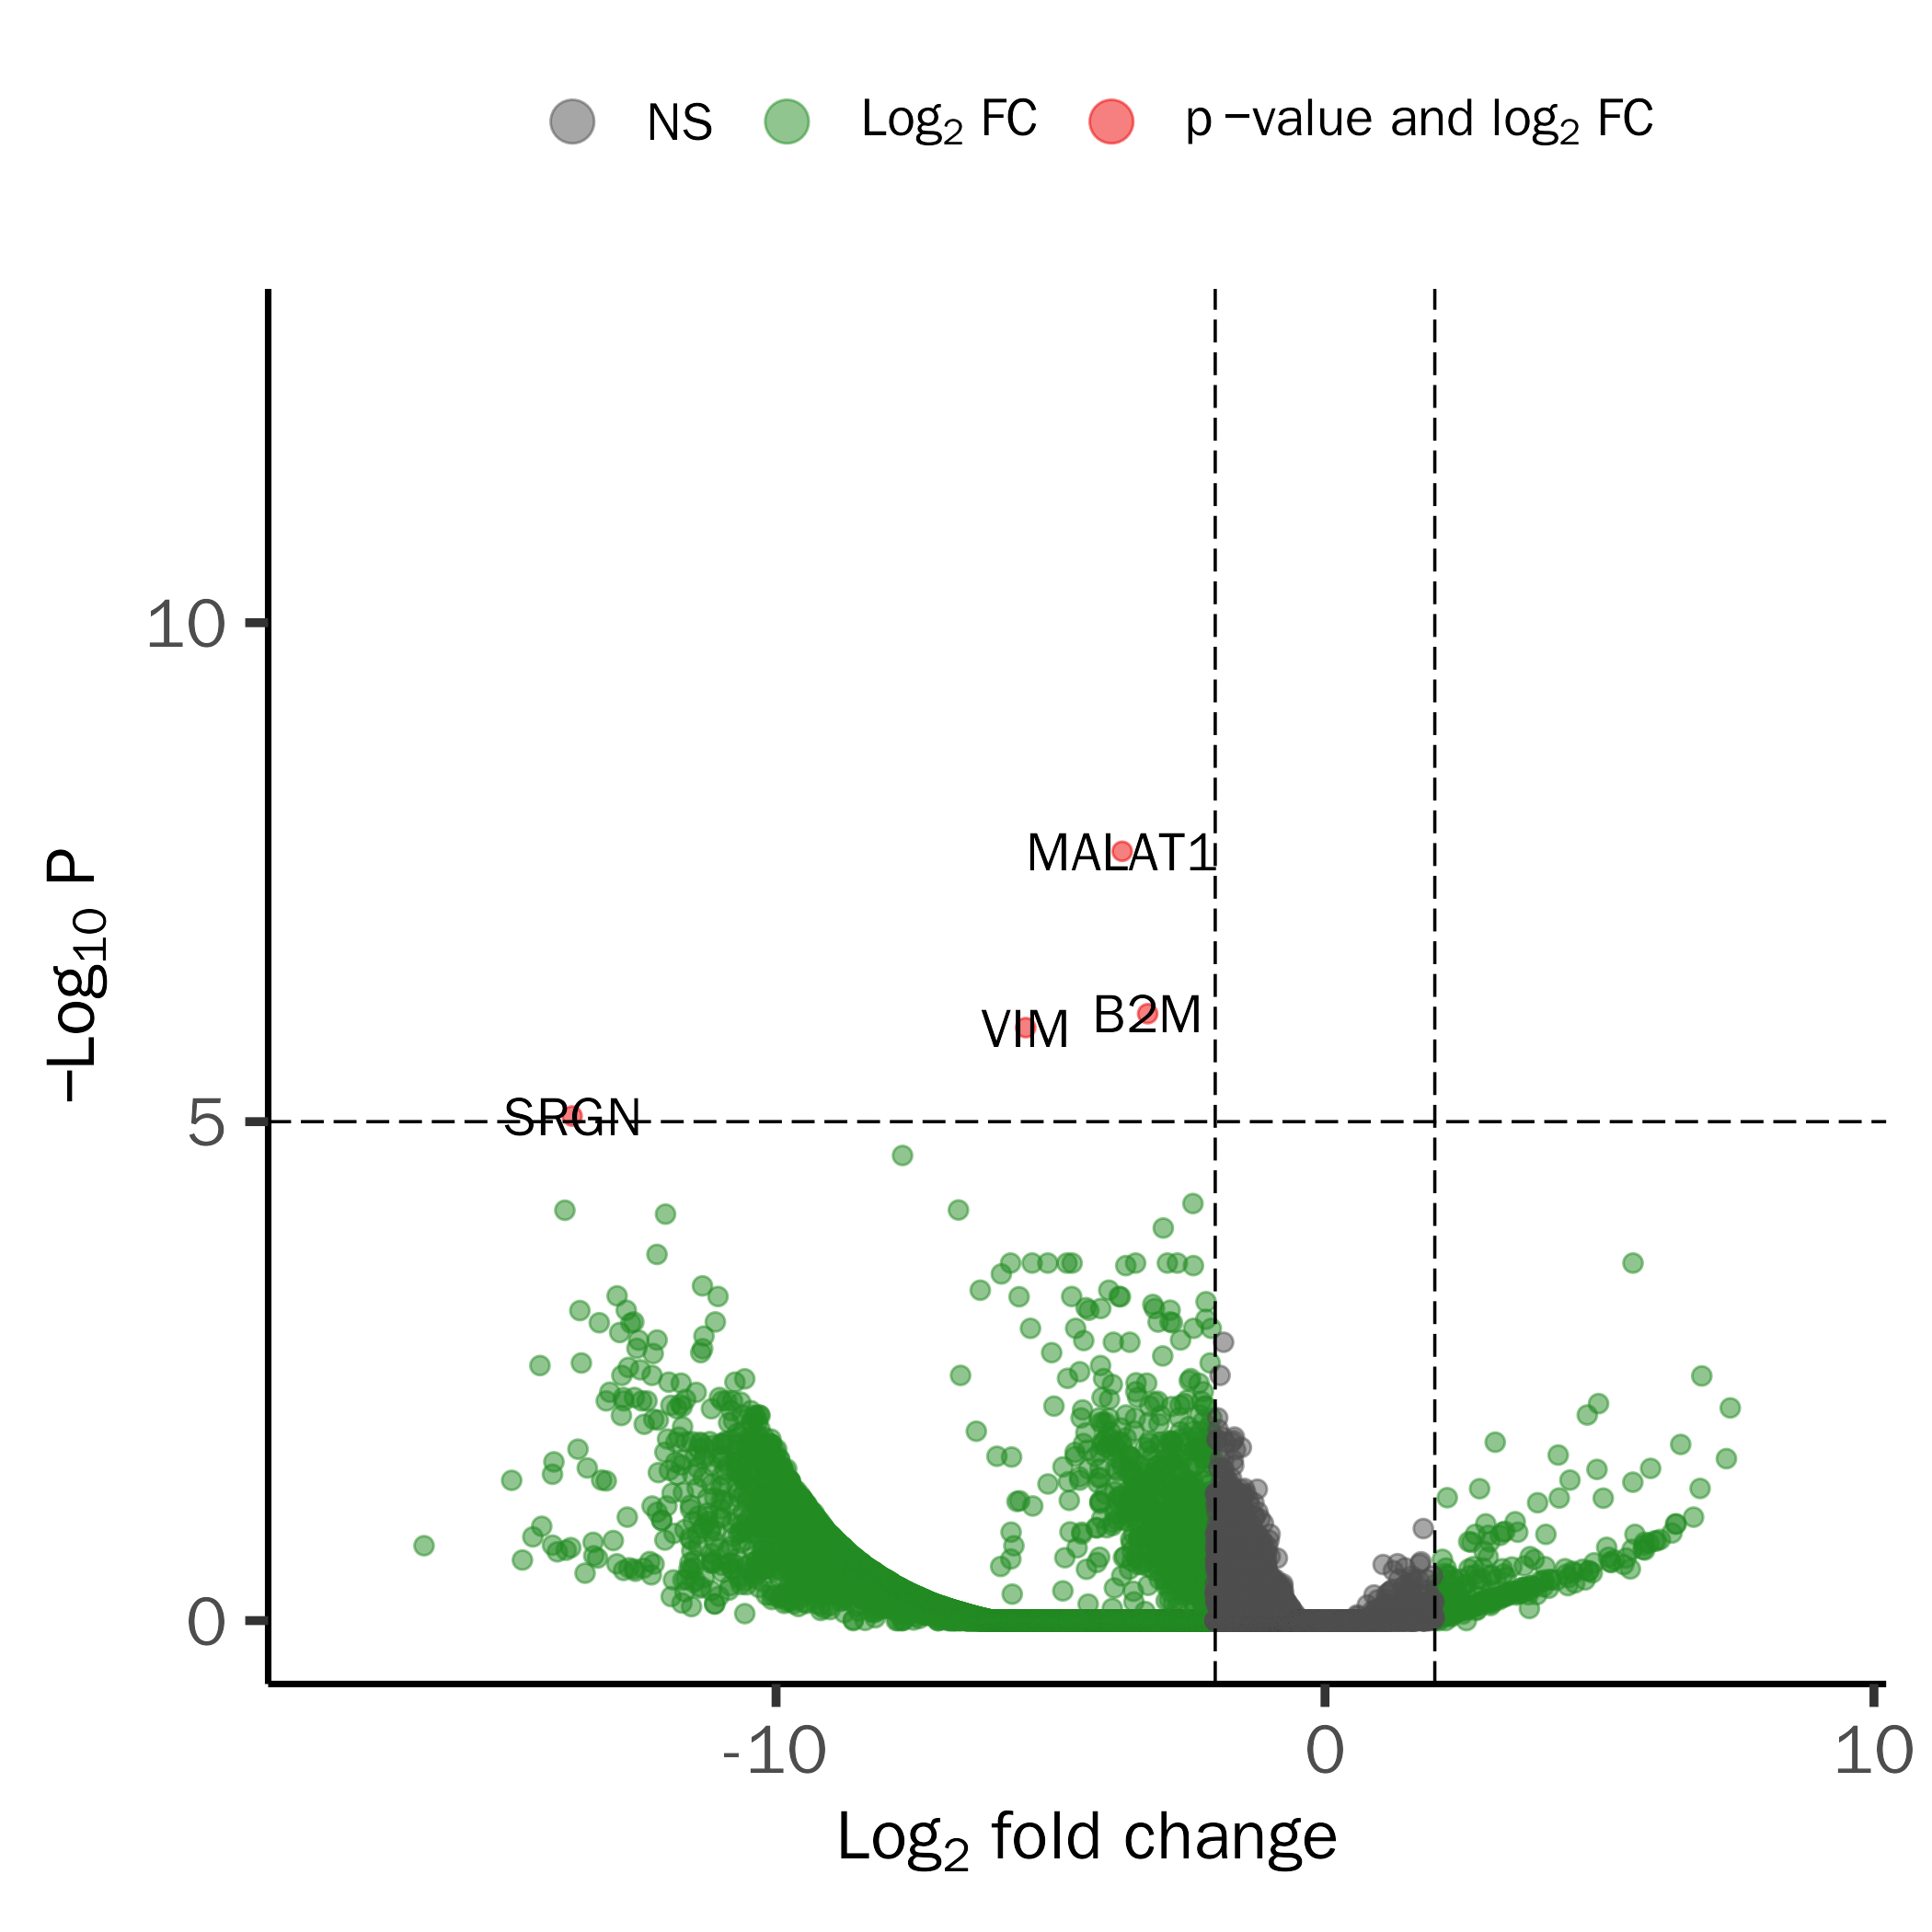 NS Log₂ FC p −value and log₂ FC
−Log₁₀ P
10
5
0
MALAT1
B2M
VIM
SRGN
-10 0 10
Log₂ fold change